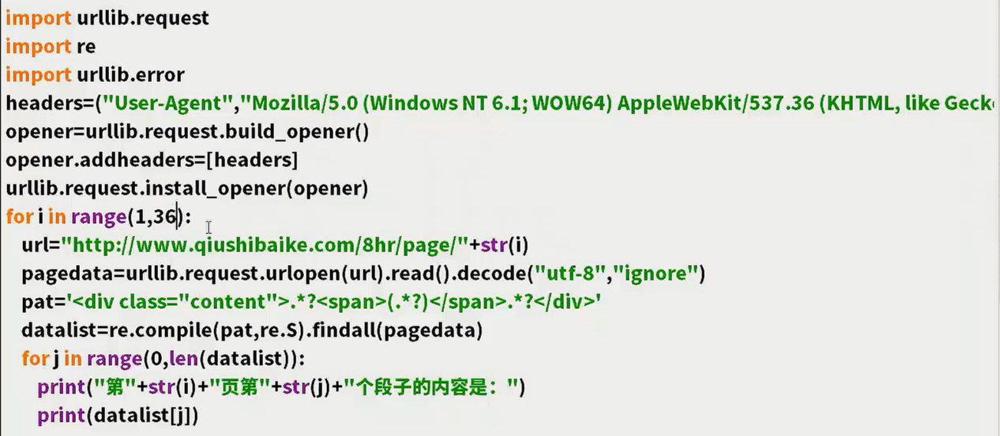 import urllib.request
import re
import urllib.error
headers=("User-Agent","Mozilla/5.0 (Windows NT 6.1; WOW64) AppleWebKit/537.36 (KHTML, like Geck
opener=urllib.request.build_opener()
opener.addheaders=[headers]
urllib.request.install_opener(opener)
for i in range(1,36):
    url="http://www.qiushibaike.com/8hr/page/"+str(i)
    pagedata=urllib.request.urlopen(url).read().decode("utf-8","ignore")
    pat='<div class="content">.*?<span>(.*?)</span>.*?</div>'
    datalist=re.compile(pat,re.S).findall(pagedata)
    for j in range(0,len(datalist)):
        print("第"+str(i)+"页第"+str(j)+"个段子的内容是：")
        print(datalist[j])